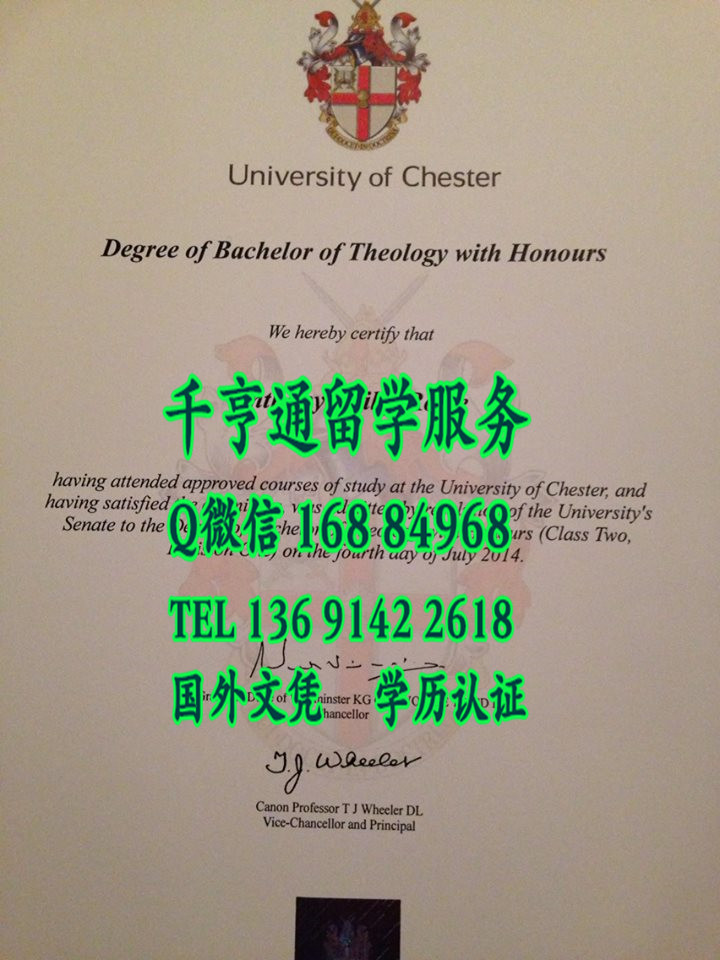 University of Chester
Degree of Bachelor of Theology with Honours
We hereby certify that
千亨通留学服务
having attended approved courses of study at the University of Chester, and
having satisfied the of the University's
Q微信 168 84968
Senate to the (Class Two,
on the fourth day of July 2014.
TEL 136 9142 2618
国外文凭 学历认证
of KG
Chancellor
T.J. Wheeler
Canon Professor T J Wheeler DL
Vice-Chancellor and Principal